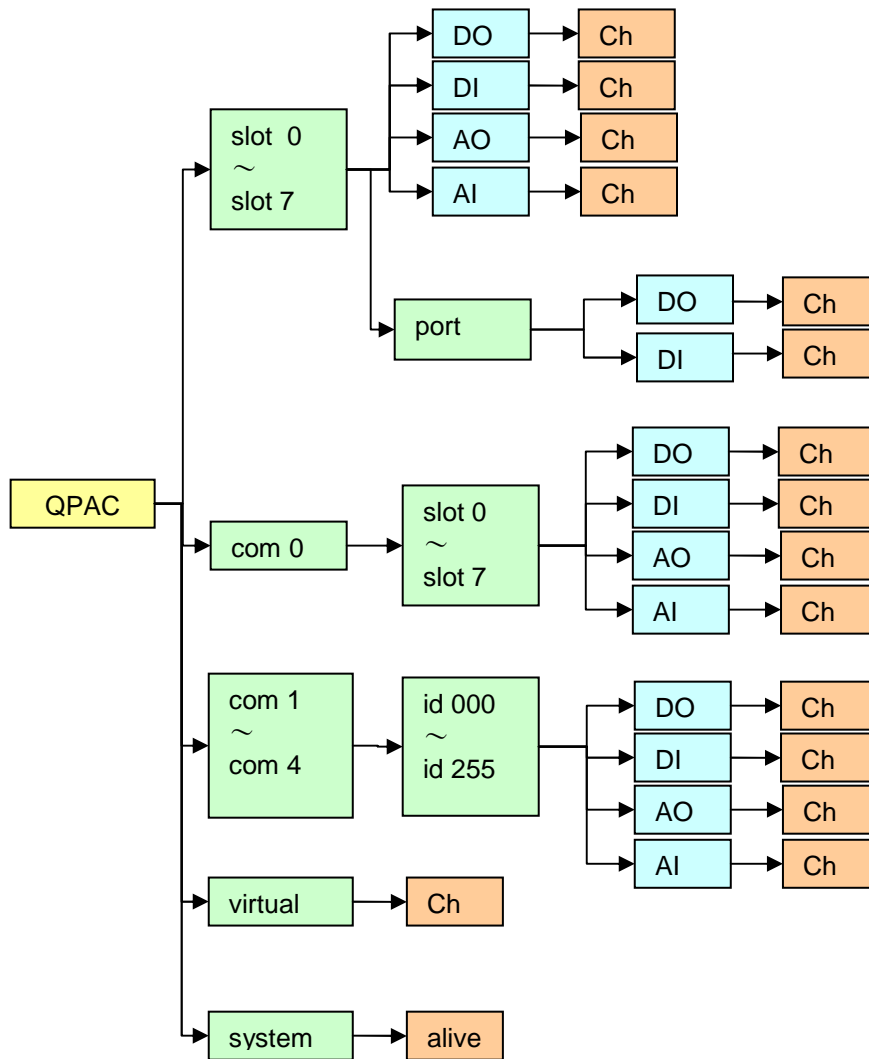 DO Ch
DI Ch
AO Ch
AI Ch
slot 0
~
slot 7
port
DO Ch
DI Ch
QPAC
com 0
slot 0
~
slot 7
DO Ch
DI Ch
AO Ch
AI Ch
com 1
~
com 4
id 000
~
id 255
DO Ch
DI Ch
AO Ch
AI Ch
virtual Ch
system alive